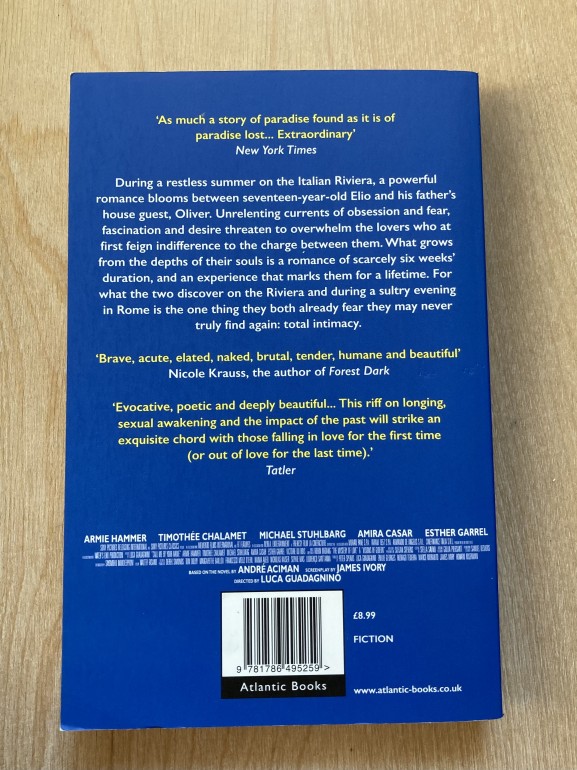 ‘As much a story of paradise found as it is of
paradise lost... Extraordinary’
New York Times
During a restless summer on the Italian Riviera, a powerful
romance blooms between seventeen-year-old Elio and his father’s
house guest, Oliver. Unrelenting currents of obsession and fear,
fascination and desire threaten to overwhelm the lovers who at
first feign indifference to the charge between them. What grows
from the depths of their souls is a romance of scarcely six weeks’
duration, and an experience that marks them for a lifetime. For
what the two discover on the Riviera and during a sultry evening
in Rome is the one thing they both already fear they may never
truly find again: total intimacy.
‘Brave, acute, elated, naked, brutal, tender, humane and beautiful’
Nicole Krauss, the author of Forest Dark
‘Evocative, poetic and deeply beautiful... This riff on longing,
sexual awakening and the impact of the past will strike an
exquisite chord with those falling in love for the first time
(or out of love for the last time).’
Tatler
ARMIE HAMMER TIMOTHÉE CHALAMET MICHAEL STUHLBARG AMIRA CASAR ESTHER GARREL
BASED ON THE NOVEL BY ANDRÉ ACIMAN SCREENPLAY BY JAMES IVORY
DIRECTED BY LUCA GUADAGNINO
£8.99
FICTION
9 781786 495259 >
Atlantic Books
www.atlantic-books.co.uk